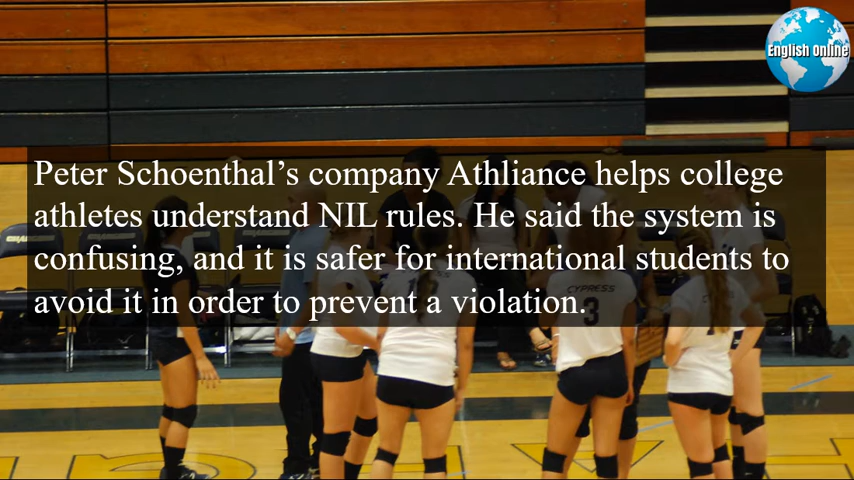 English Online
Peter Schoenthal’s company Athliance helps college
athletes understand NIL rules. He said the system is
confusing, and it is safer for international students to
avoid it in order to prevent a violation.
CYPRESS
3